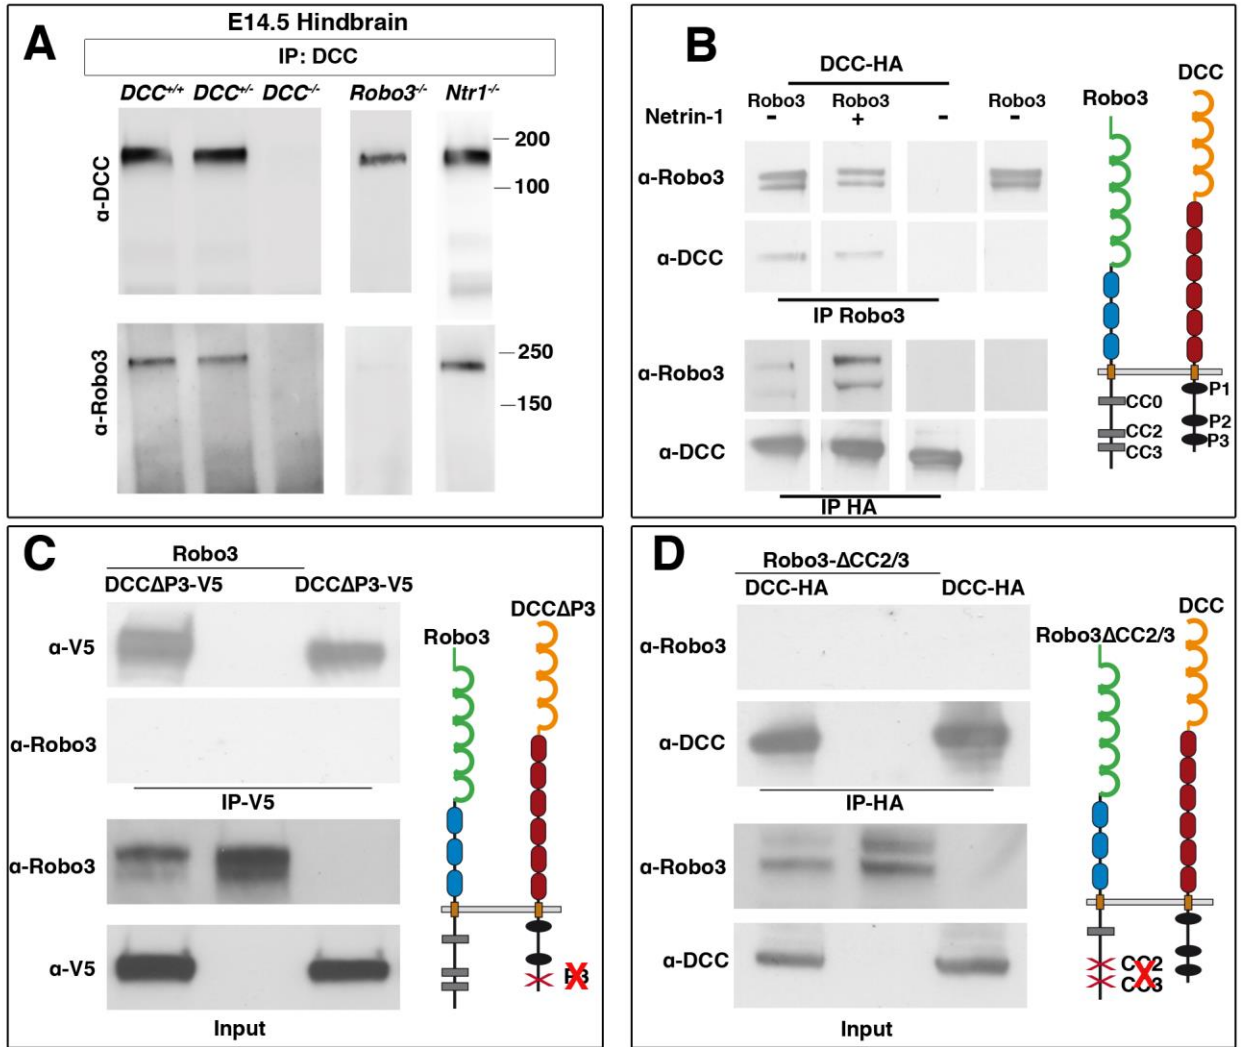 A
E14.5 Hindbrain
IP: DCC
DCC+/+ DCC+/- DCC-/- Robo3-/- Ntr1-/-
α-DCC
200
100
α-Robo3
250
150
B
DCC-HA
Robo3 Robo3 Robo3
Netrin-1 - + - -
α-Robo3
α-DCC
IP Robo3
α-Robo3
α-DCC
IP HA
Robo3
DCC
P1
CC0
P2
CC2
P3
CC3
C
Robo3
DCCΔP3-V5 DCCΔP3-V5
α-V5
α-Robo3
IP-V5
α-Robo3
α-V5
Input
Robo3
DCCΔP3
P3
D
Robo3-ΔCC2/3
DCC-HA DCC-HA
α-Robo3
α-DCC
IP-HA
α-Robo3
α-DCC
Input
Robo3ΔCC2/3
DCC
CC2
CC3